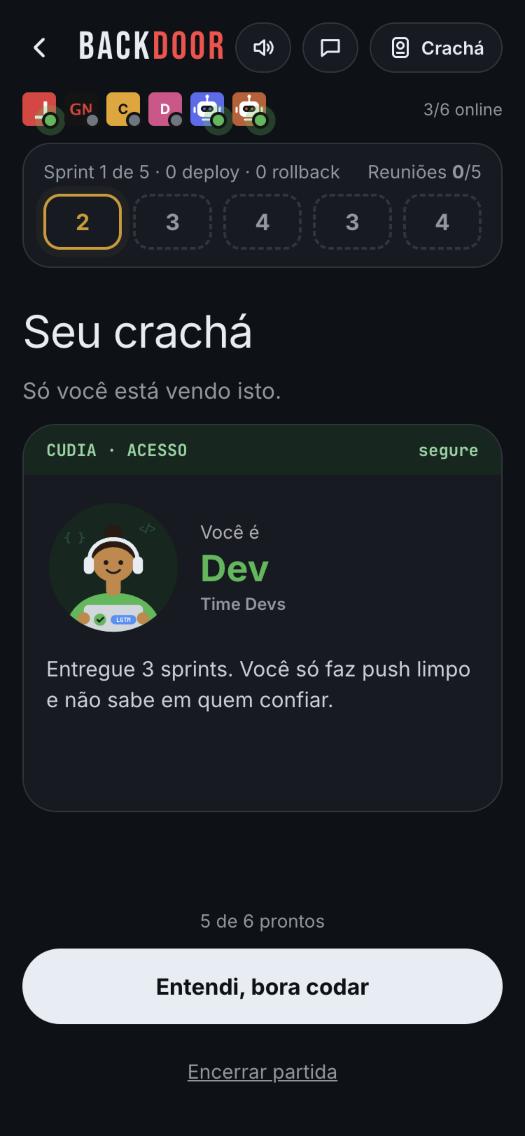 BACKDOOR
Crachá
GN C D
3/6 online
Sprint 1 de 5 · 0 deploy · 0 rollback Reuniões 0/5
2 3 4 3 4
Seu crachá
Só você está vendo isto.
CUDIA · ACESSO segure
{ } </>
Você é
Dev
Time Devs
LGTM
Entregue 3 sprints. Você só faz push limpo
e não sabe em quem confiar.
5 de 6 prontos
Entendi, bora codar
Encerrar partida